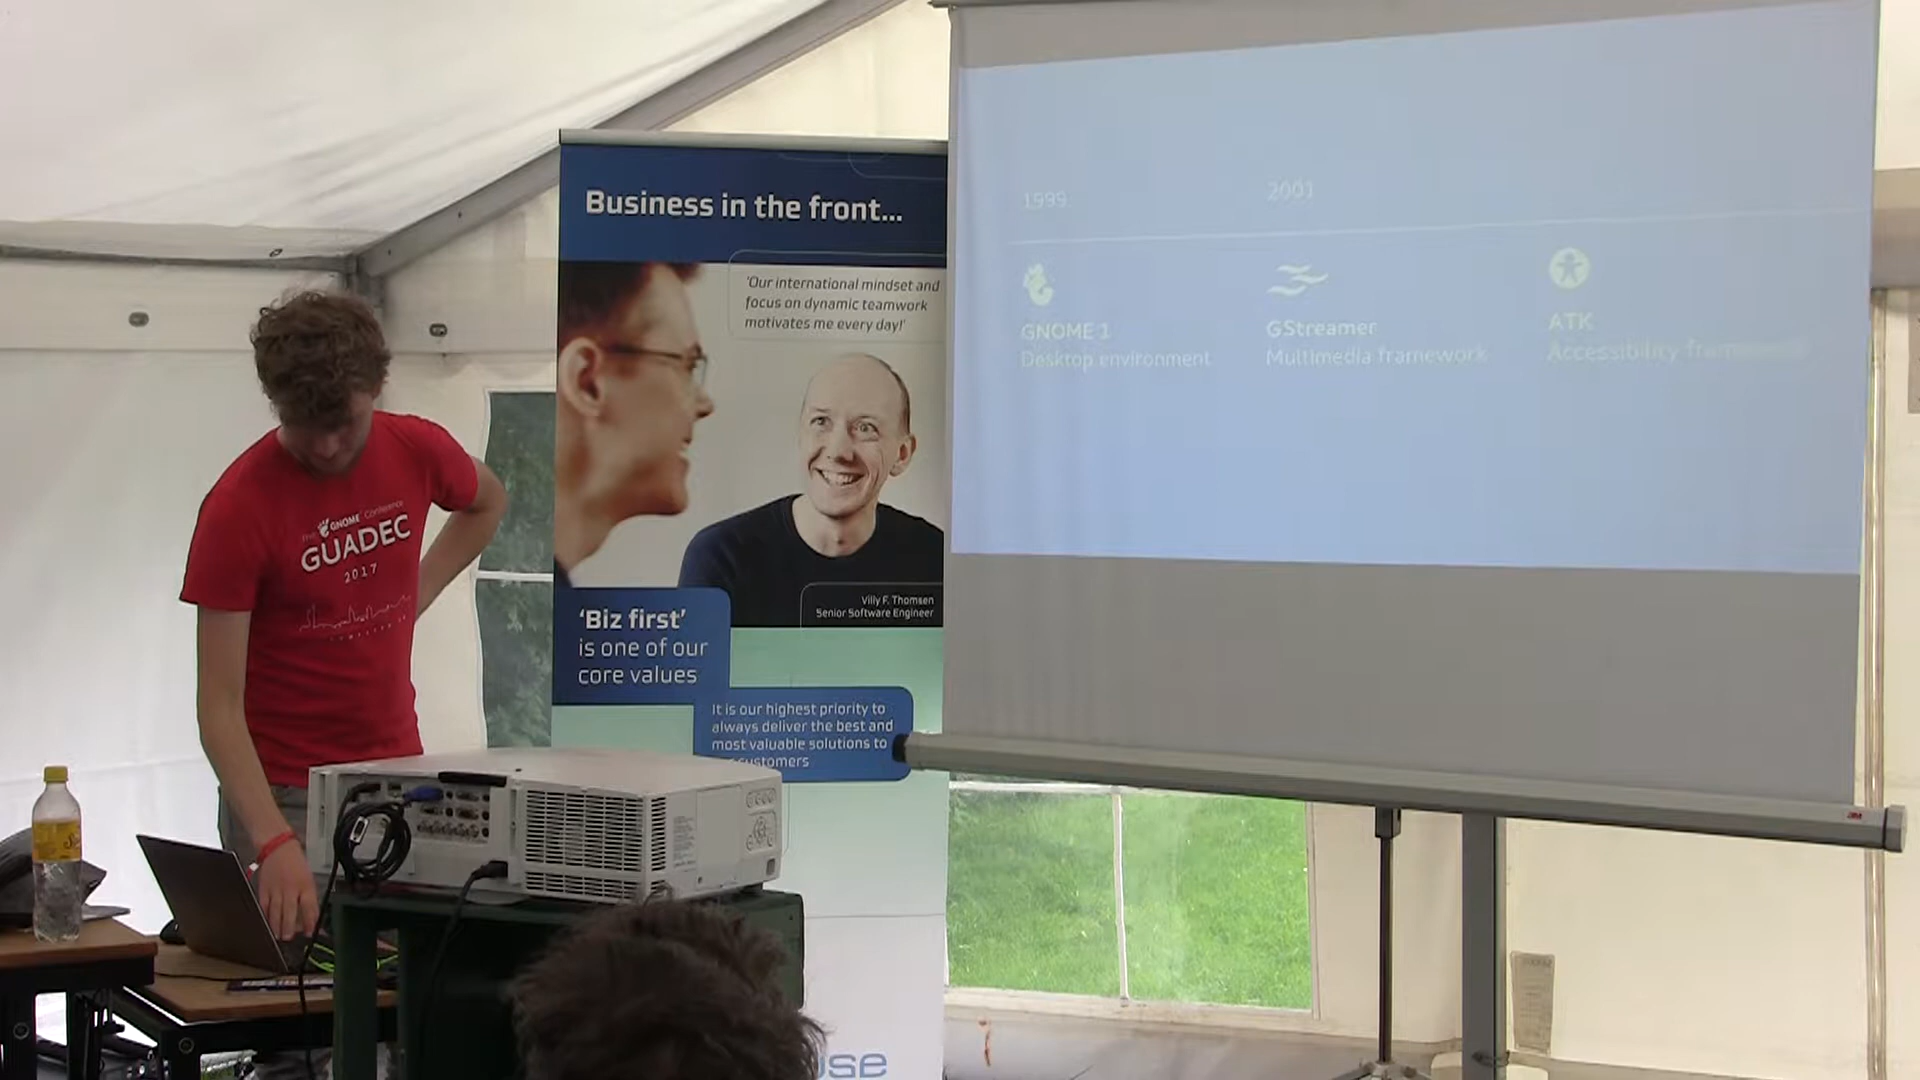 Business in the front...
'Our international mindset and
focus on dynamic teamwork
motivates me every day!'
Villy F. Thomsen
Senior Software Engineer
'Biz first'
is one of our
core values
It is our highest priority to
always deliver the best and
most valuable solutions to
customers
1999
2001
GNOME 1
Desktop environment
GStreamer
Multimedia framework
ATK
Accessibility
The GNOME Conference
GUADEC
2017
3M